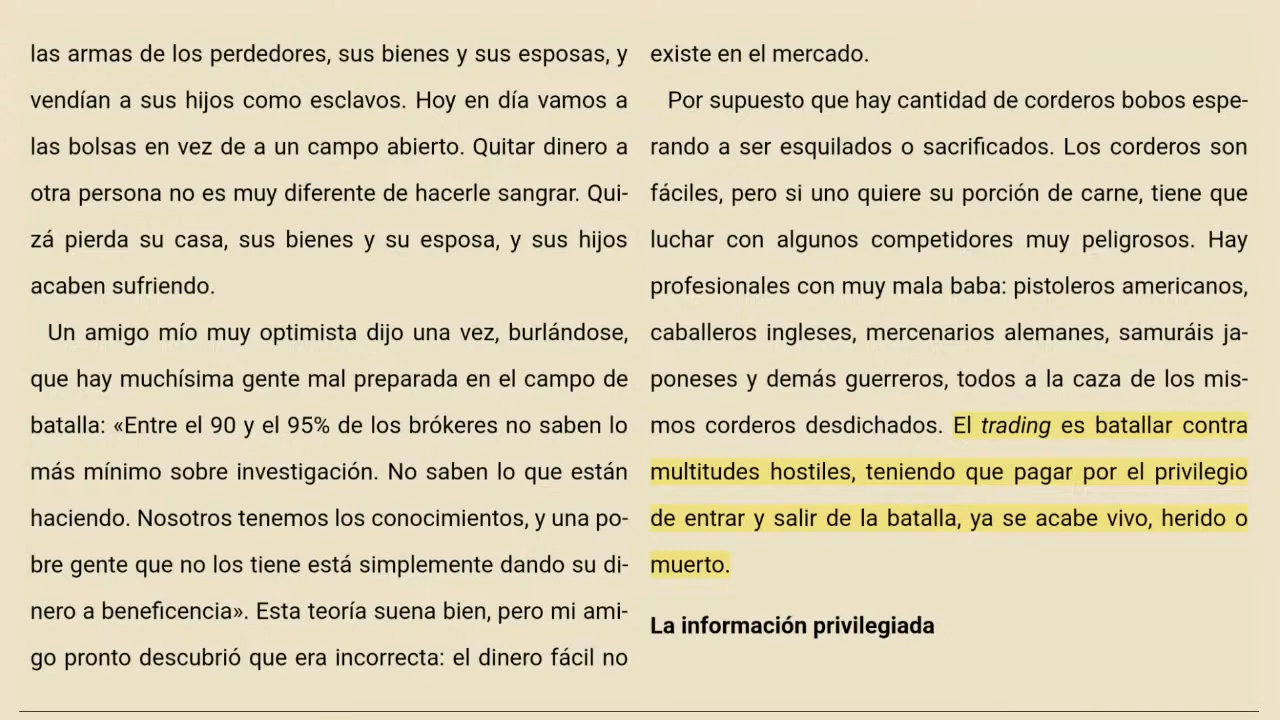 las armas de los perdedores, sus bienes y sus esposas, y
vendían a sus hijos como esclavos. Hoy en día vamos a
las bolsas en vez de a un campo abierto. Quitar dinero a
otra persona no es muy diferente de hacerle sangrar. Qui-
zá pierda su casa, sus bienes y su esposa, y sus hijos
acaben sufriendo.
Un amigo mío muy optimista dijo una vez, burlándose,
que hay muchísima gente mal preparada en el campo de
batalla: «Entre el 90 y el 95% de los brókeres no saben lo
más mínimo sobre investigación. No saben lo que están
haciendo. Nosotros tenemos los conocimientos, y una po-
bre gente que no los tiene está simplemente dando su di-
nero a beneficencia». Esta teoría suena bien, pero mi ami-
go pronto descubrió que era incorrecta: el dinero fácil no
existe en el mercado.
Por supuesto que hay cantidad de corderos bobos espe-
rando a ser esquilados o sacrificados. Los corderos son
fáciles, pero si uno quiere su porción de carne, tiene que
luchar con algunos competidores muy peligrosos. Hay
profesionales con muy mala baba: pistoleros americanos,
caballeros ingleses, mercenarios alemanes, samuráis ja-
poneses y demás guerreros, todos a la caza de los mis-
mos corderos desdichados. El trading es batallar contra
multitudes hostiles, teniendo que pagar por el privilegio
de entrar y salir de la batalla, ya se acabe vivo, herido o
muerto.
La información privilegiada